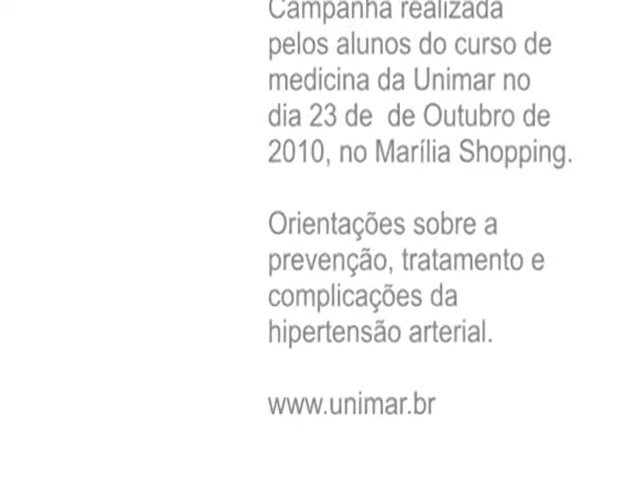 Campanha realizada
pelos alunos do curso de
medicina da Unimar no
dia 23 de  de Outubro de
2010, no Marília Shopping.
Orientações sobre a
prevenção, tratamento e
complicações da
hipertensão arterial.
www.unimar.br